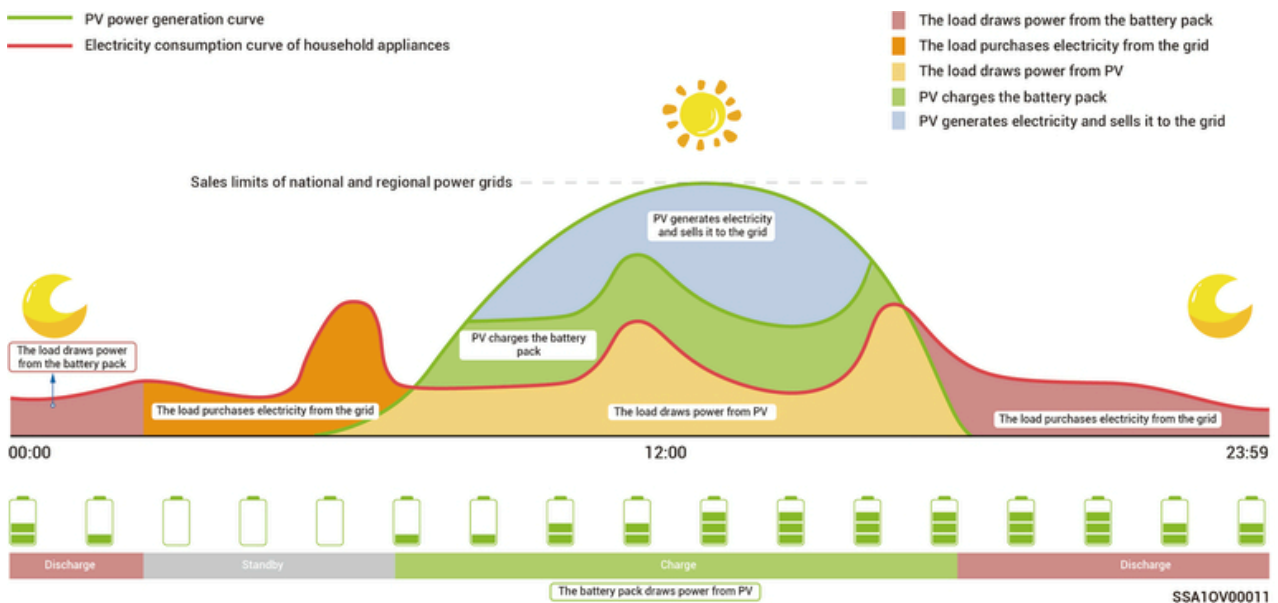 PV power generation curve
Electricity consumption curve of household appliances
The load draws power from the battery pack
The load purchases electricity from the grid
The load draws power from PV
PV charges the battery pack
PV generates electricity and sells it to the grid
Sales limits of national and regional power grids
PV generates electricity
and sells it to the grid
PV charges the battery
pack
The load draws power
from the battery pack
The load purchases electricity from the grid
The load draws power from PV
The load purchases electricity from the grid
00:00
12:00
23:59
Discharge
Standby
Charge
Discharge
The battery pack draws power from PV
SSA1OV00011